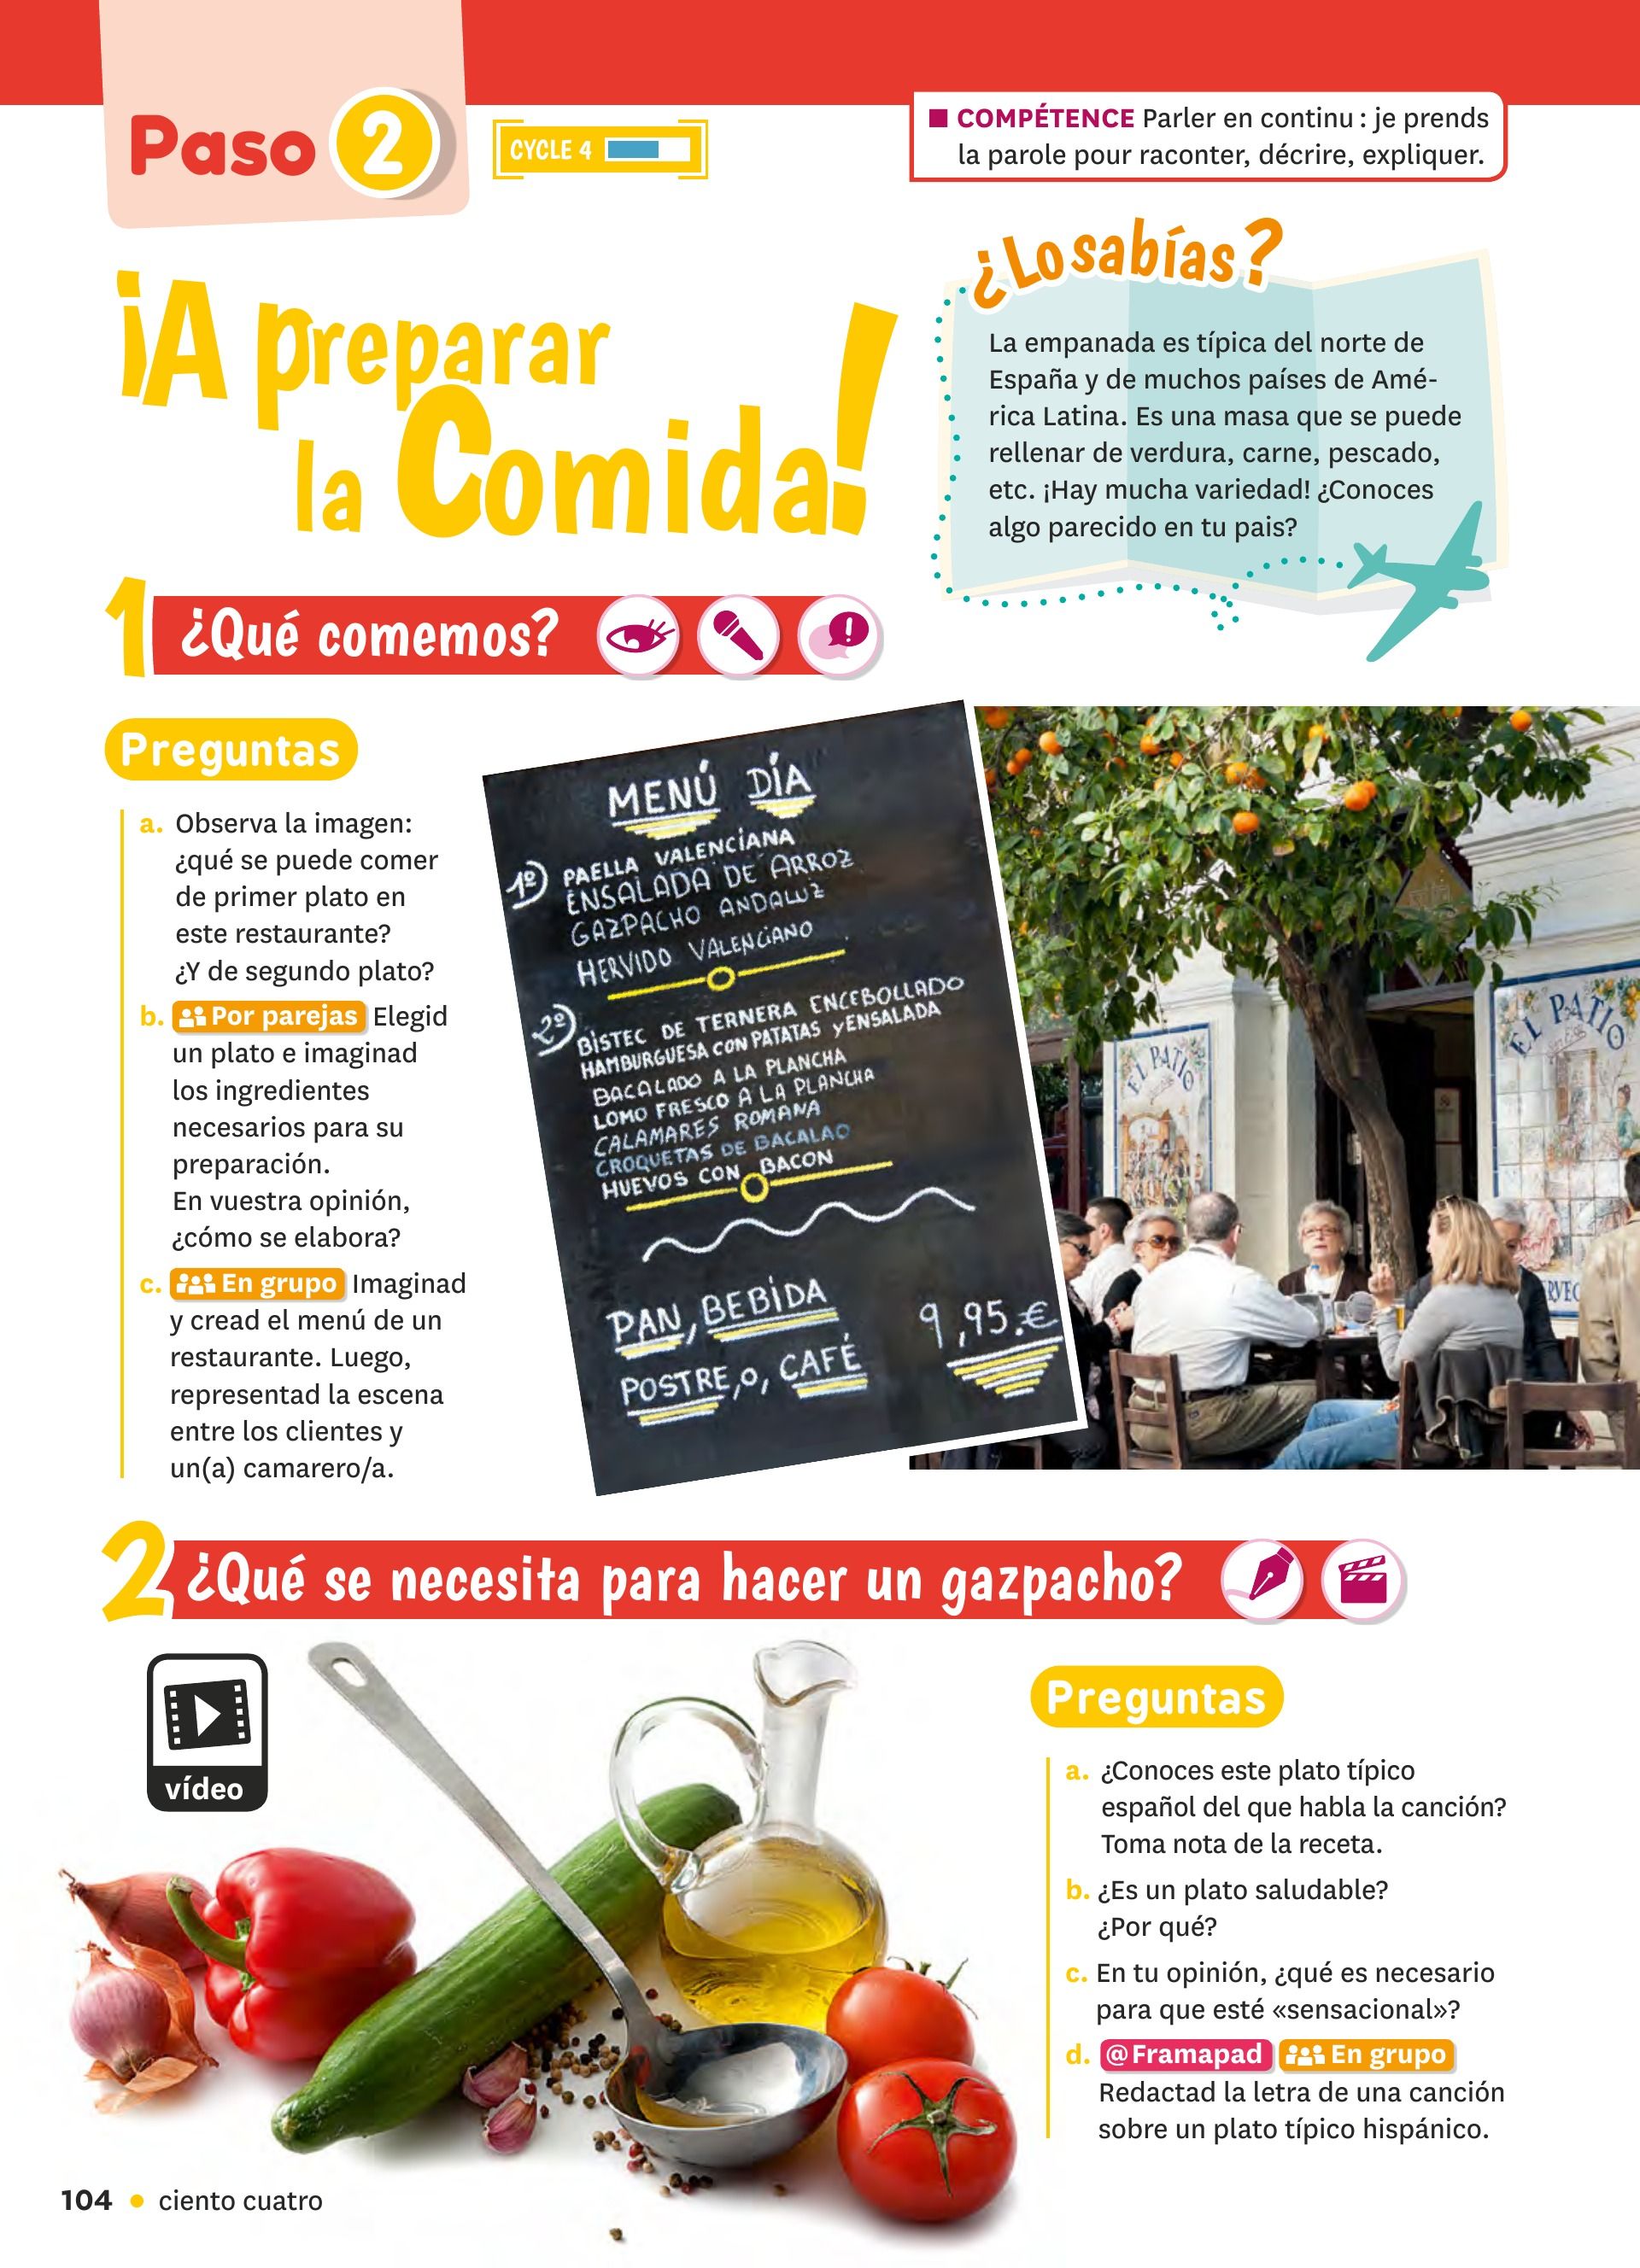 Paso 2
CYCLE 4
■ COMPÉTENCE Parler en continu : je prends
la parole pour raconter, décrire, expliquer.
¡A preparar
la Comida!
¿Lo sabías?
La empanada es típica del norte de
España y de muchos países de Amé-
rica Latina. Es una masa que se puede
rellenar de verdura, carne, pescado,
etc. ¡Hay mucha variedad! ¿Conoces
algo parecido en tu pais?
1 ¿Qué comemos?
Preguntas
a. Observa la imagen:
¿qué se puede comer
de primer plato en
este restaurante?
¿Y de segundo plato?
b. Por parejas Elegid
un plato e imaginad
los ingredientes
necesarios para su
preparación.
En vuestra opinión,
¿cómo se elabora?
c. En grupo Imaginad
y cread el menú de un
restaurante. Luego,
representad la escena
entre los clientes y
un(a) camarero/a.
MENÚ DÍA
1º) PAELLA VALENCIANA
ENSALADA DE ARROZ
GAZPACHO ANDALUZ
HERVIDO VALENCIANO
2º) BISTEC DE TERNERA ENCEBOLLADO
HAMBURGUESA CON PATATAS Y ENSALADA
BACALADO A LA PLANCHA
LOMO FRESCO A LA PLANCHA
CALAMARES ROMANA
CROQUETAS DE BACALAO
HUEVOS CON BACON
PAN, BEBIDA
POSTRE, O, CAFÉ
9,95.€
EL PATIO
EL PATIO
2 ¿Qué se necesita para hacer un gazpacho?
vídeo
Preguntas
a. ¿Conoces este plato típico
español del que habla la canción?
Toma nota de la receta.
b. ¿Es un plato saludable?
¿Por qué?
c. En tu opinión, ¿qué es necesario
para que esté «sensacional»?
d. @Framapad En grupo
Redactad la letra de una canción
sobre un plato típico hispánico.
104 • ciento cuatro